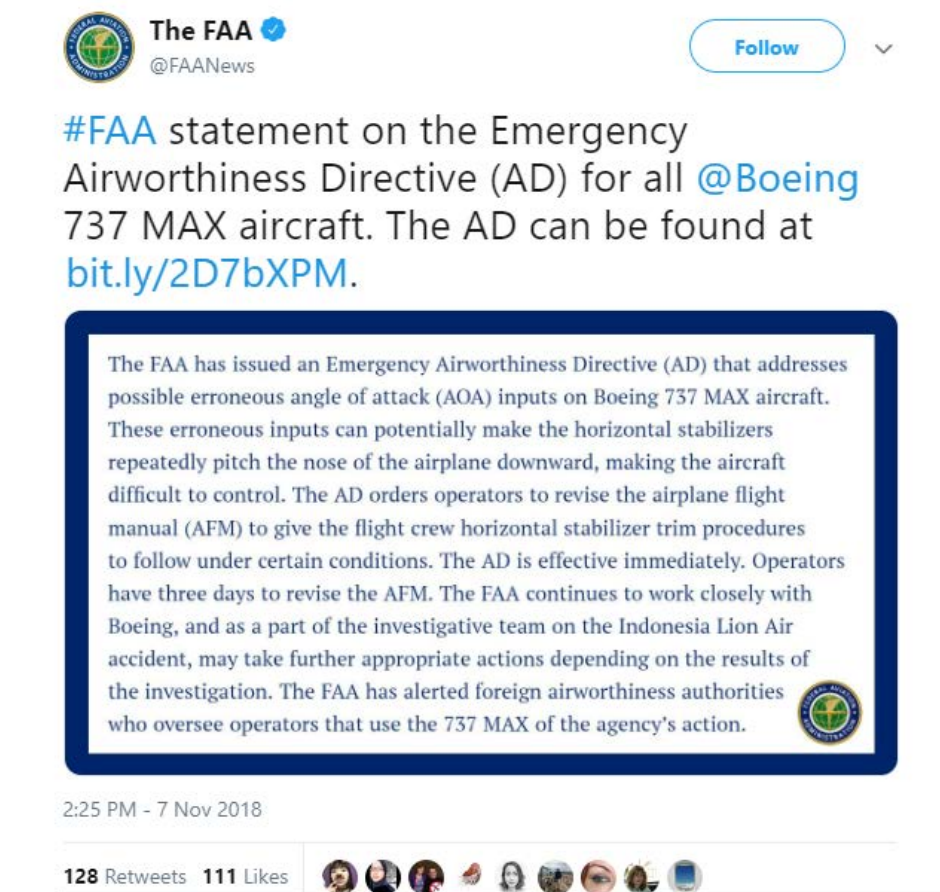 The FAA
@FAANews
Follow
#FAA statement on the Emergency
Airworthiness Directive (AD) for all @Boeing
737 MAX aircraft. The AD can be found at
bit.ly/2D7bXPM.
The FAA has issued an Emergency Airworthiness Directive (AD) that addresses
possible erroneous angle of attack (AOA) inputs on Boeing 737 MAX aircraft.
These erroneous inputs can potentially make the horizontal stabilizers
repeatedly pitch the nose of the airplane downward, making the aircraft
difficult to control. The AD orders operators to revise the airplane flight
manual (AFM) to give the flight crew horizontal stabilizer trim procedures
to follow under certain conditions. The AD is effective immediately. Operators
have three days to revise the AFM. The FAA continues to work closely with
Boeing, and as a part of the investigative team on the Indonesia Lion Air
accident, may take further appropriate actions depending on the results of
the investigation. The FAA has alerted foreign airworthiness authorities
who oversee operators that use the 737 MAX of the agency's action.
FEDERAL AVIATION ADMINISTRATION
2:25 PM - 7 Nov 2018
128 Retweets 111 Likes